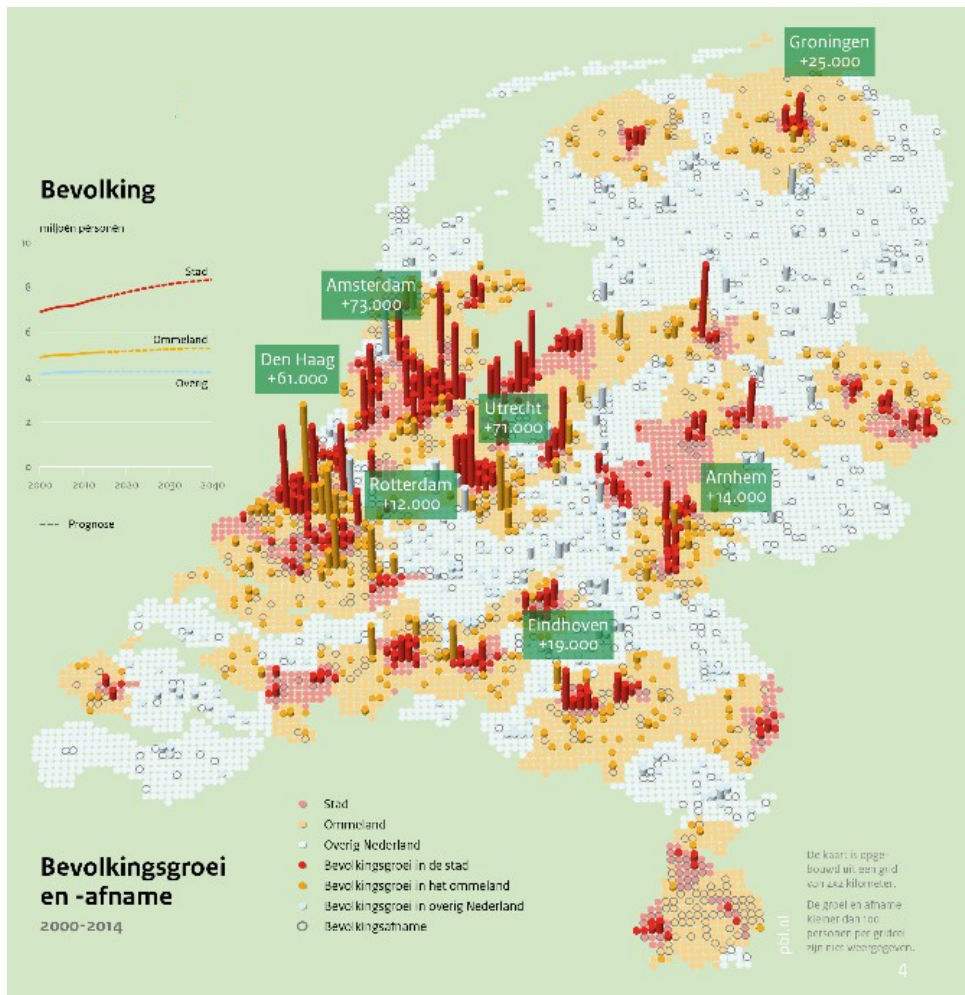 Groningen
+25.000
Bevolking
miljoen personen
10
Stad
8
Amsterdam
+73.000
6
Ommeland
Den Haag
+61.000
4
Overig
Utrecht
+71.000
2
Rotterdam
+12.000
Arnhem
+14.000
0
2000 2010 2020 2030 2040
Prognose
Eindhoven
+19.000
Stad
Ommeland
Overig Nederland
Bevolkingsgroei in de stad
Bevolkingsgroei in het ommeland
Bevolkingsgroei in overig Nederland
Bevolkingsafname
Bevolkingsgroei
en -afname
2000-2014
De kaart is opge-
bouwd uit een grid
van 2x2 kilometer.
De groei en afname
kleiner dan 100
personen per gridcel
zijn niet weergegeven.
pbl.nl
4